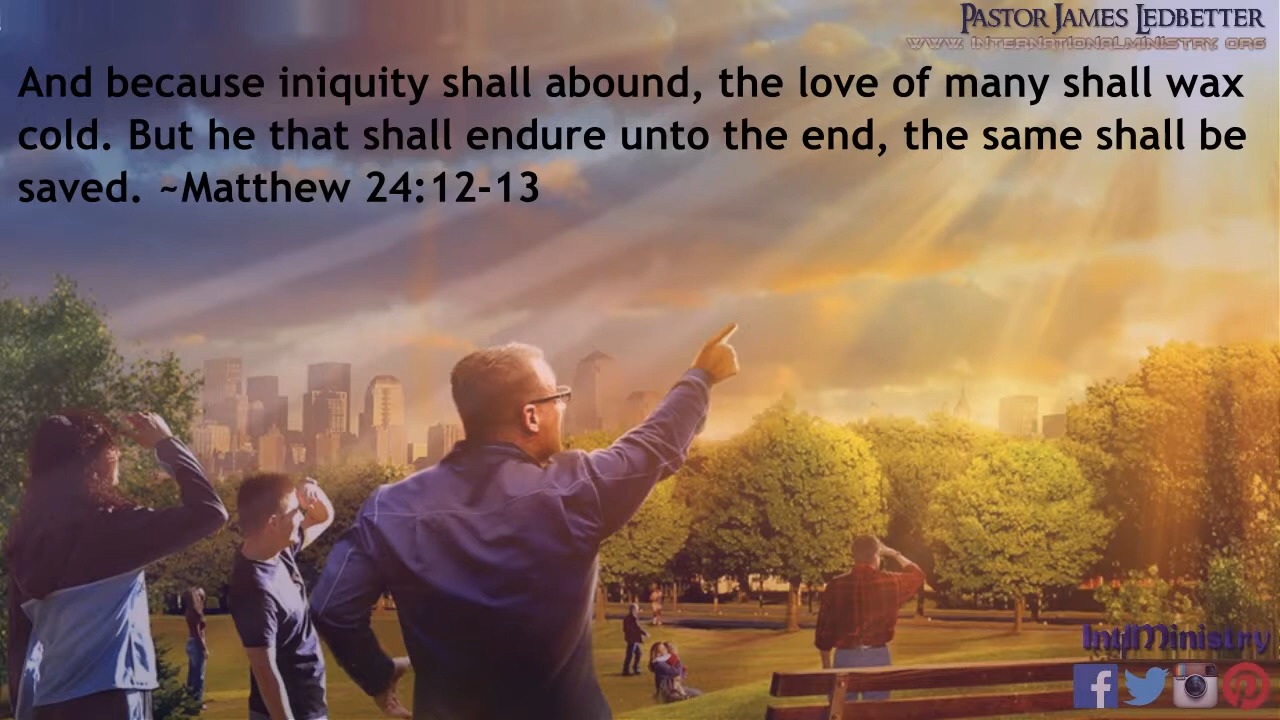 PASTOR JAMES LEDBETTER
WWW. INTERNATIONALMINISTRY. ORG
And because iniquity shall abound, the love of many shall wax
cold. But he that shall endure unto the end, the same shall be
saved. ~Matthew 24:12-13
IntlMinistry